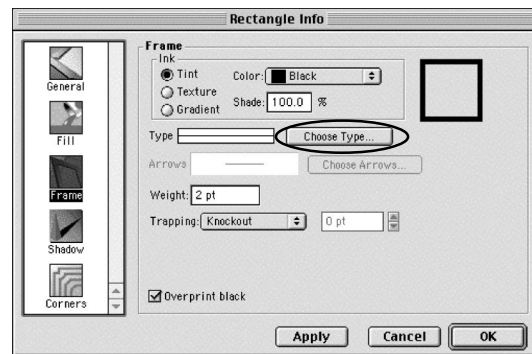 Rectangle Info
General
Fill
Frame
Shadow
Corners
Frame
Ink
Tint
Texture
Gradient
Color: Black
Shade: 100.0 %
Type Choose Type...
Arrows Choose Arrows...
Weight: 2 pt
Trapping: Knockout 0 pt
Overprint black
Apply Cancel OK